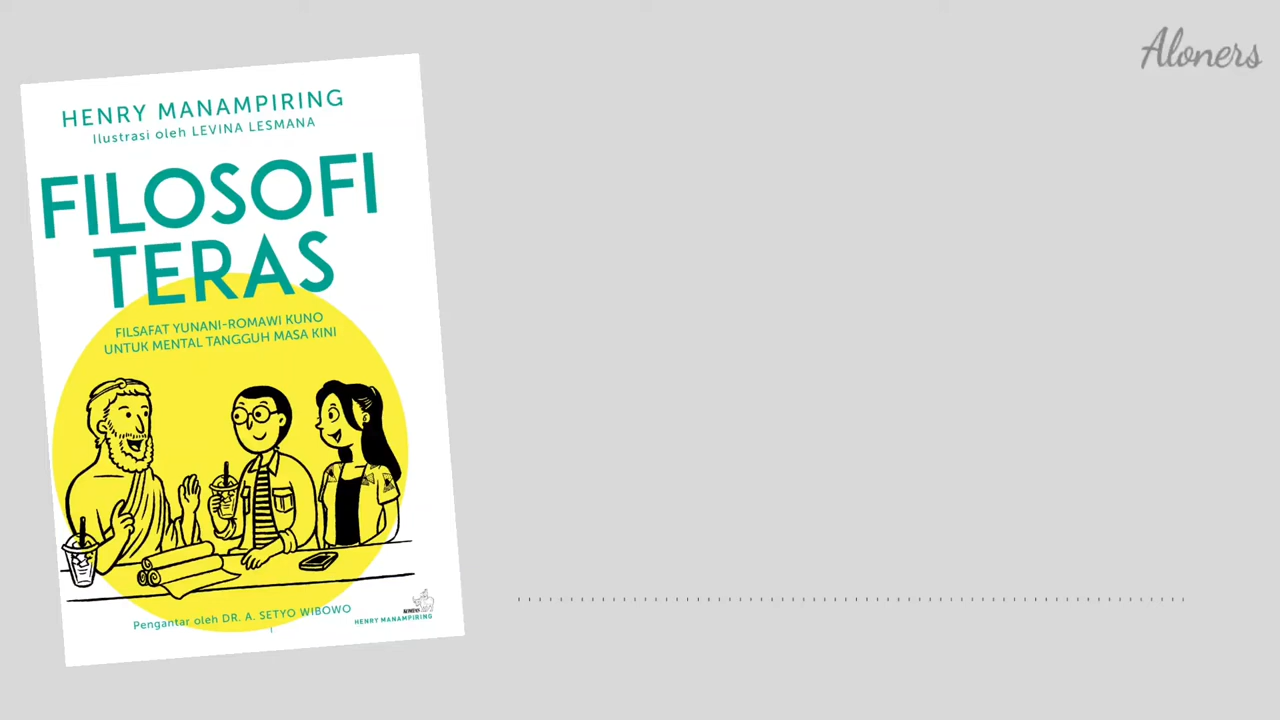 Aloners
HENRY MANAMPIRING
Ilustrasi oleh LEVINA LESMANA
FILOSOFI
TERAS
FILSAFAT YUNANI-ROMAWI KUNO
UNTUK MENTAL TANGGUH MASA KINI
Pengantar oleh DR. A. SETYO WIBOWO
KOMPAS
HENRY MANAMPIRING